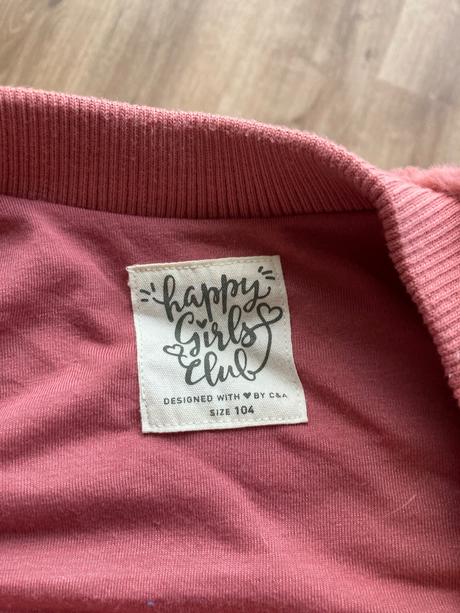 happy
Girls
Club
DESIGNED WITH ♥ BY C&A
SIZE 104